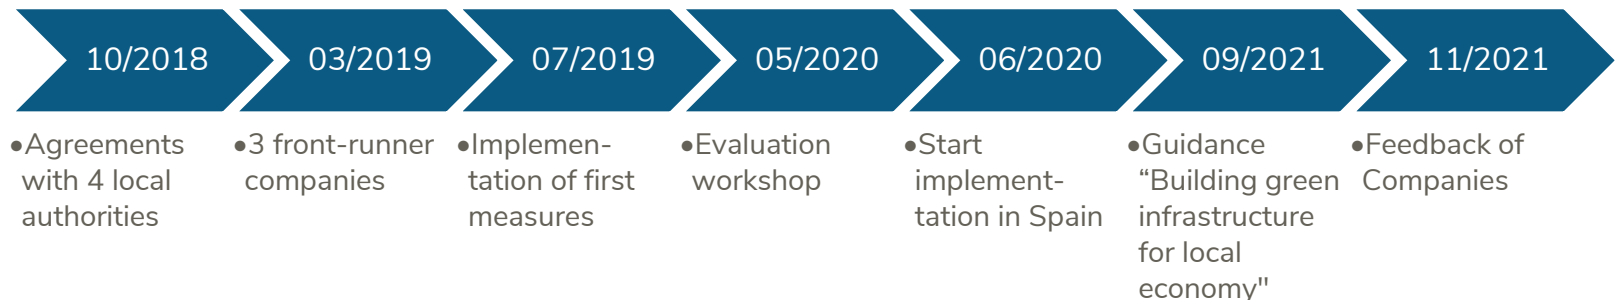 10/2018
03/2019
07/2019
05/2020
06/2020
09/2021
11/2021
•Agreements
with 4 local
authorities
•3 front-runner
companies
•Implemen-
tation of first
measures
•Evaluation
workshop
•Start
implement-
tation in Spain
•Guidance
“Building green
infrastructure
for local
economy"
•Feedback of
Companies